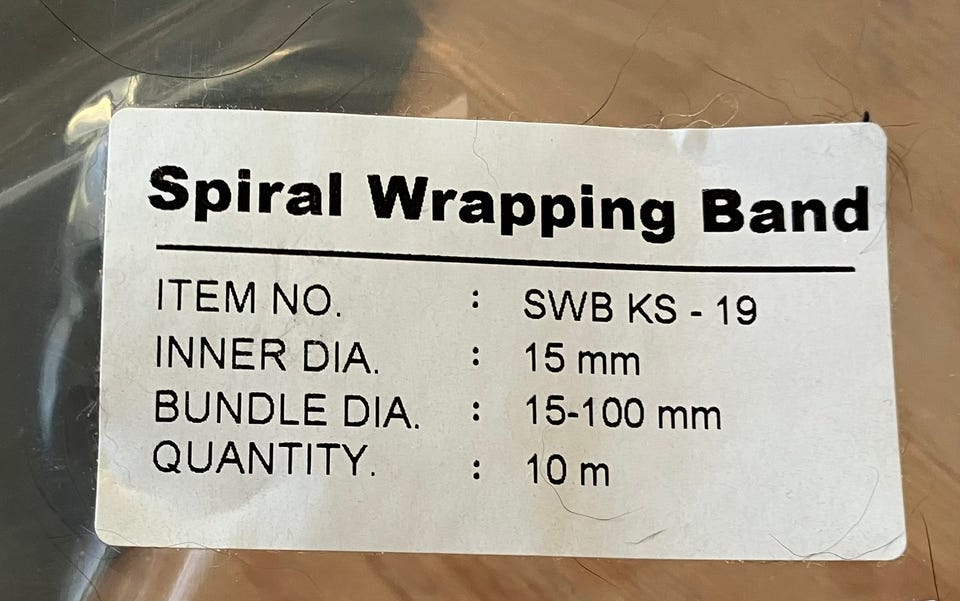 Spiral Wrapping Band
ITEM NO. : SWB KS - 19
INNER DIA. : 15 mm
BUNDLE DIA. : 15-100 mm
QUANTITY. : 10 m